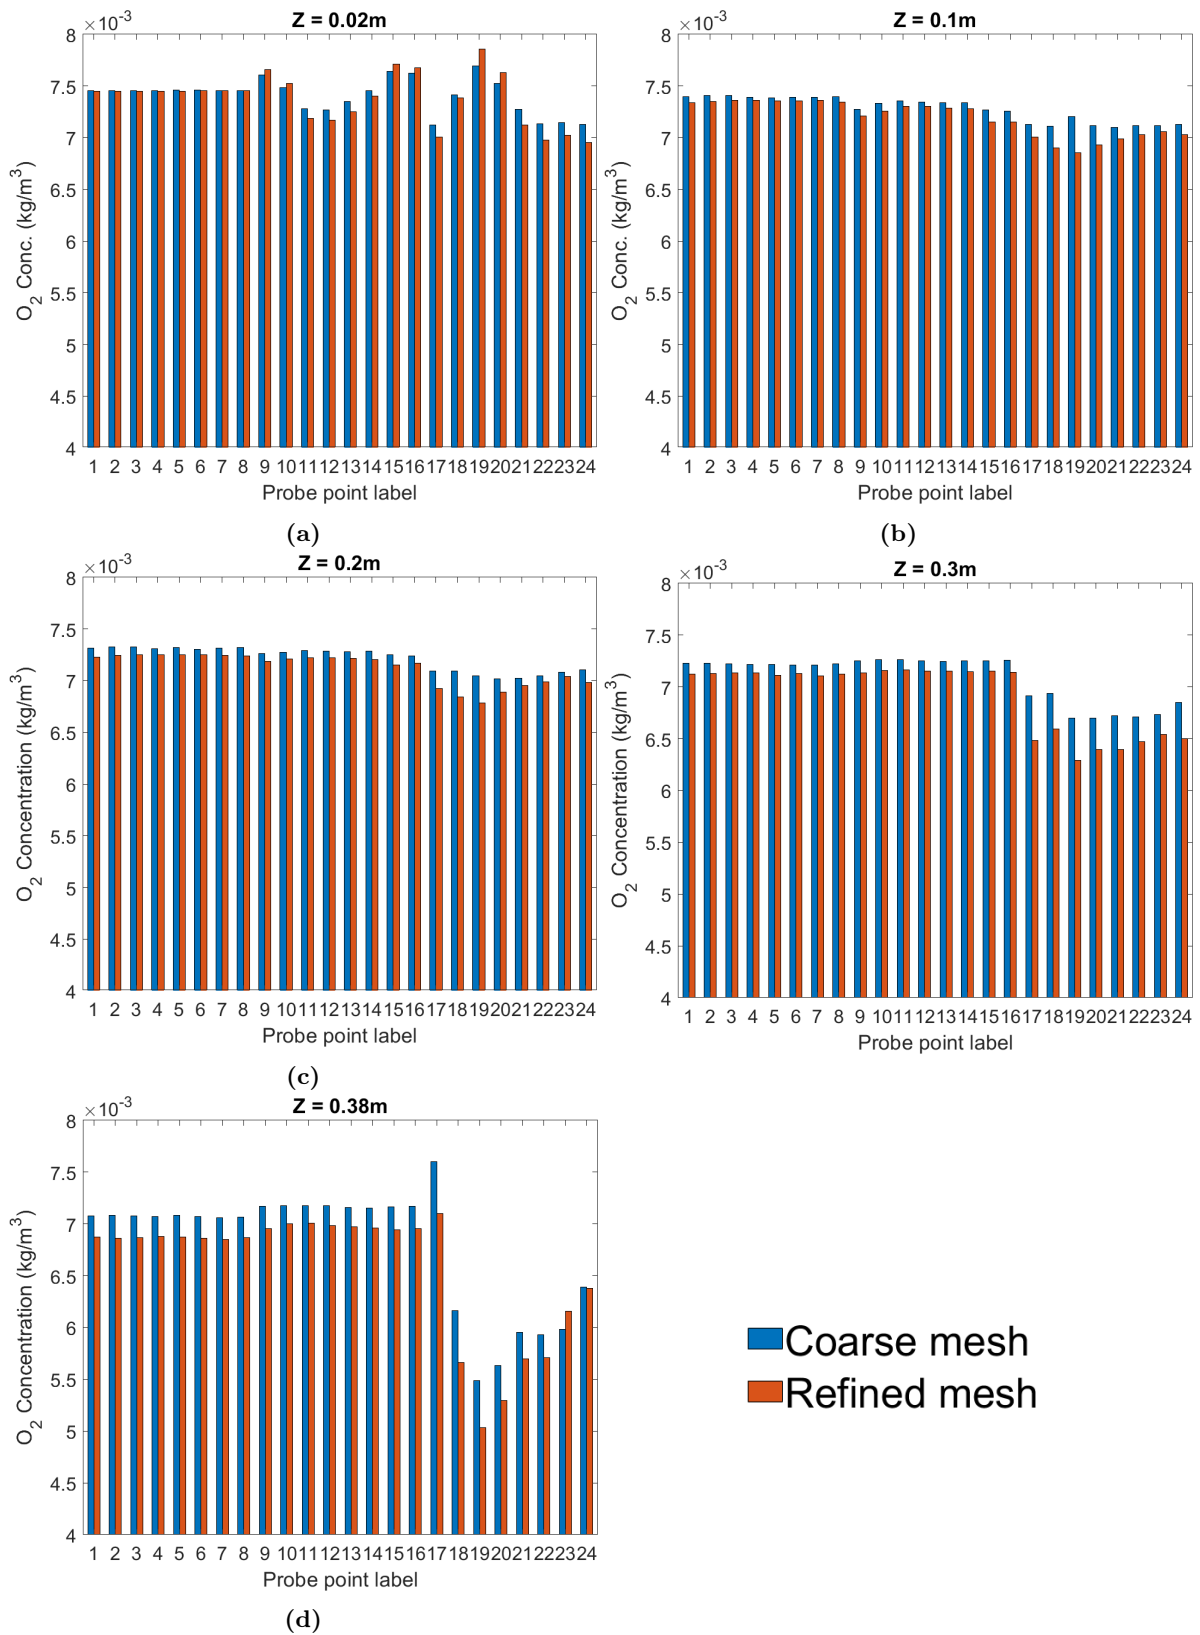 ×10-3
Z = 0.02m
8
7.5
7
6.5
6
5.5
5
4.5
4
O2 Conc. (kg/m3)
1 2 3 4 5 6 7 8 9 10 11 12 13 14 15 16 17 18 19 20 21 22 23 24
Probe point label
(a)
×10-3
Z = 0.1m
8
7.5
7
6.5
6
5.5
5
4.5
4
O2 Conc. (kg/m3)
1 2 3 4 5 6 7 8 9 10 11 12 13 14 15 16 17 18 19 20 21 22 23 24
Probe point label
(b)
×10-3
Z = 0.2m
8
7.5
7
6.5
6
5.5
5
4.5
4
O2 Concentration (kg/m3)
1 2 3 4 5 6 7 8 9 10 11 12 13 14 15 16 17 18 19 20 21 22 23 24
Probe point label
(c)
×10-3
Z = 0.3m
8
7.5
7
6.5
6
5.5
5
4.5
4
O2 Concentration (kg/m3)
1 2 3 4 5 6 7 8 9 10 11 12 13 14 15 16 17 18 19 20 21 22 23 24
Probe point label
×10-3
Z = 0.38m
8
7.5
7
6.5
6
5.5
5
4.5
4
O2 Concentration (kg/m3)
1 2 3 4 5 6 7 8 9 10 11 12 13 14 15 16 17 18 19 20 21 22 23 24
Probe point label
(d)
Coarse mesh
Refined mesh